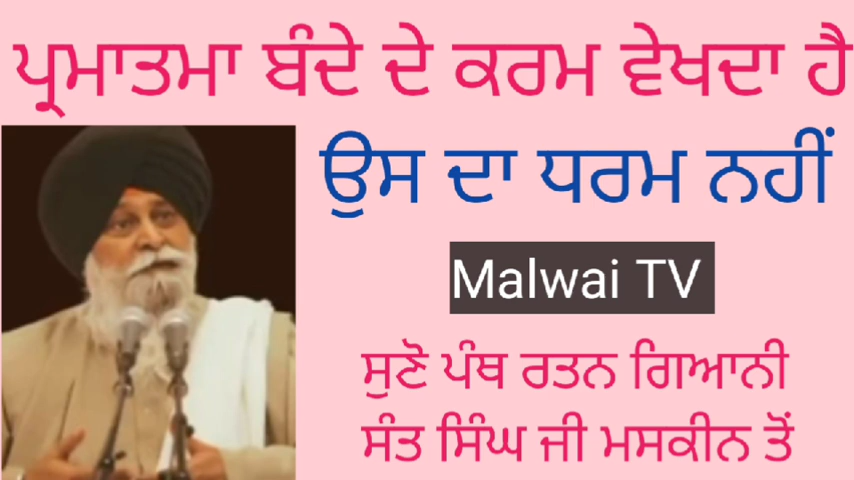 ਪ੍ਰਮਾਤਮਾ ਬੰਦੇ ਦੇ ਕਰਮ ਵੇਖਦਾ ਹੈ
ਉਸ ਦਾ ਧਰਮ ਨਹੀਂ
Malwai TV
ਸੁਣੋ ਪੰਥ ਰਤਨ ਗਿਆਨੀ
ਸੰਤ ਸਿੰਘ ਜੀ ਮਸਕੀਨ ਤੋਂ